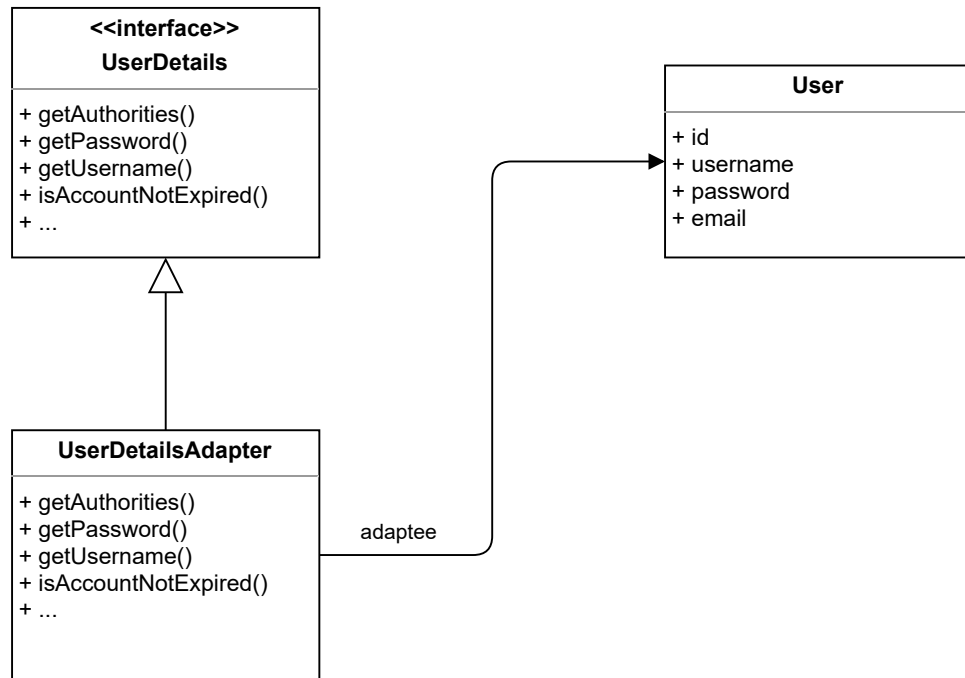 <<interface>>
UserDetails
+ getAuthorities()
+ getPassword()
+ getUsername()
+ isAccountNotExpired()
+ ...
User
+ id
+ username
+ password
+ email
UserDetailsAdapter
+ getAuthorities()
+ getPassword()
+ getUsername()
+ isAccountNotExpired()
+ ...
adaptee